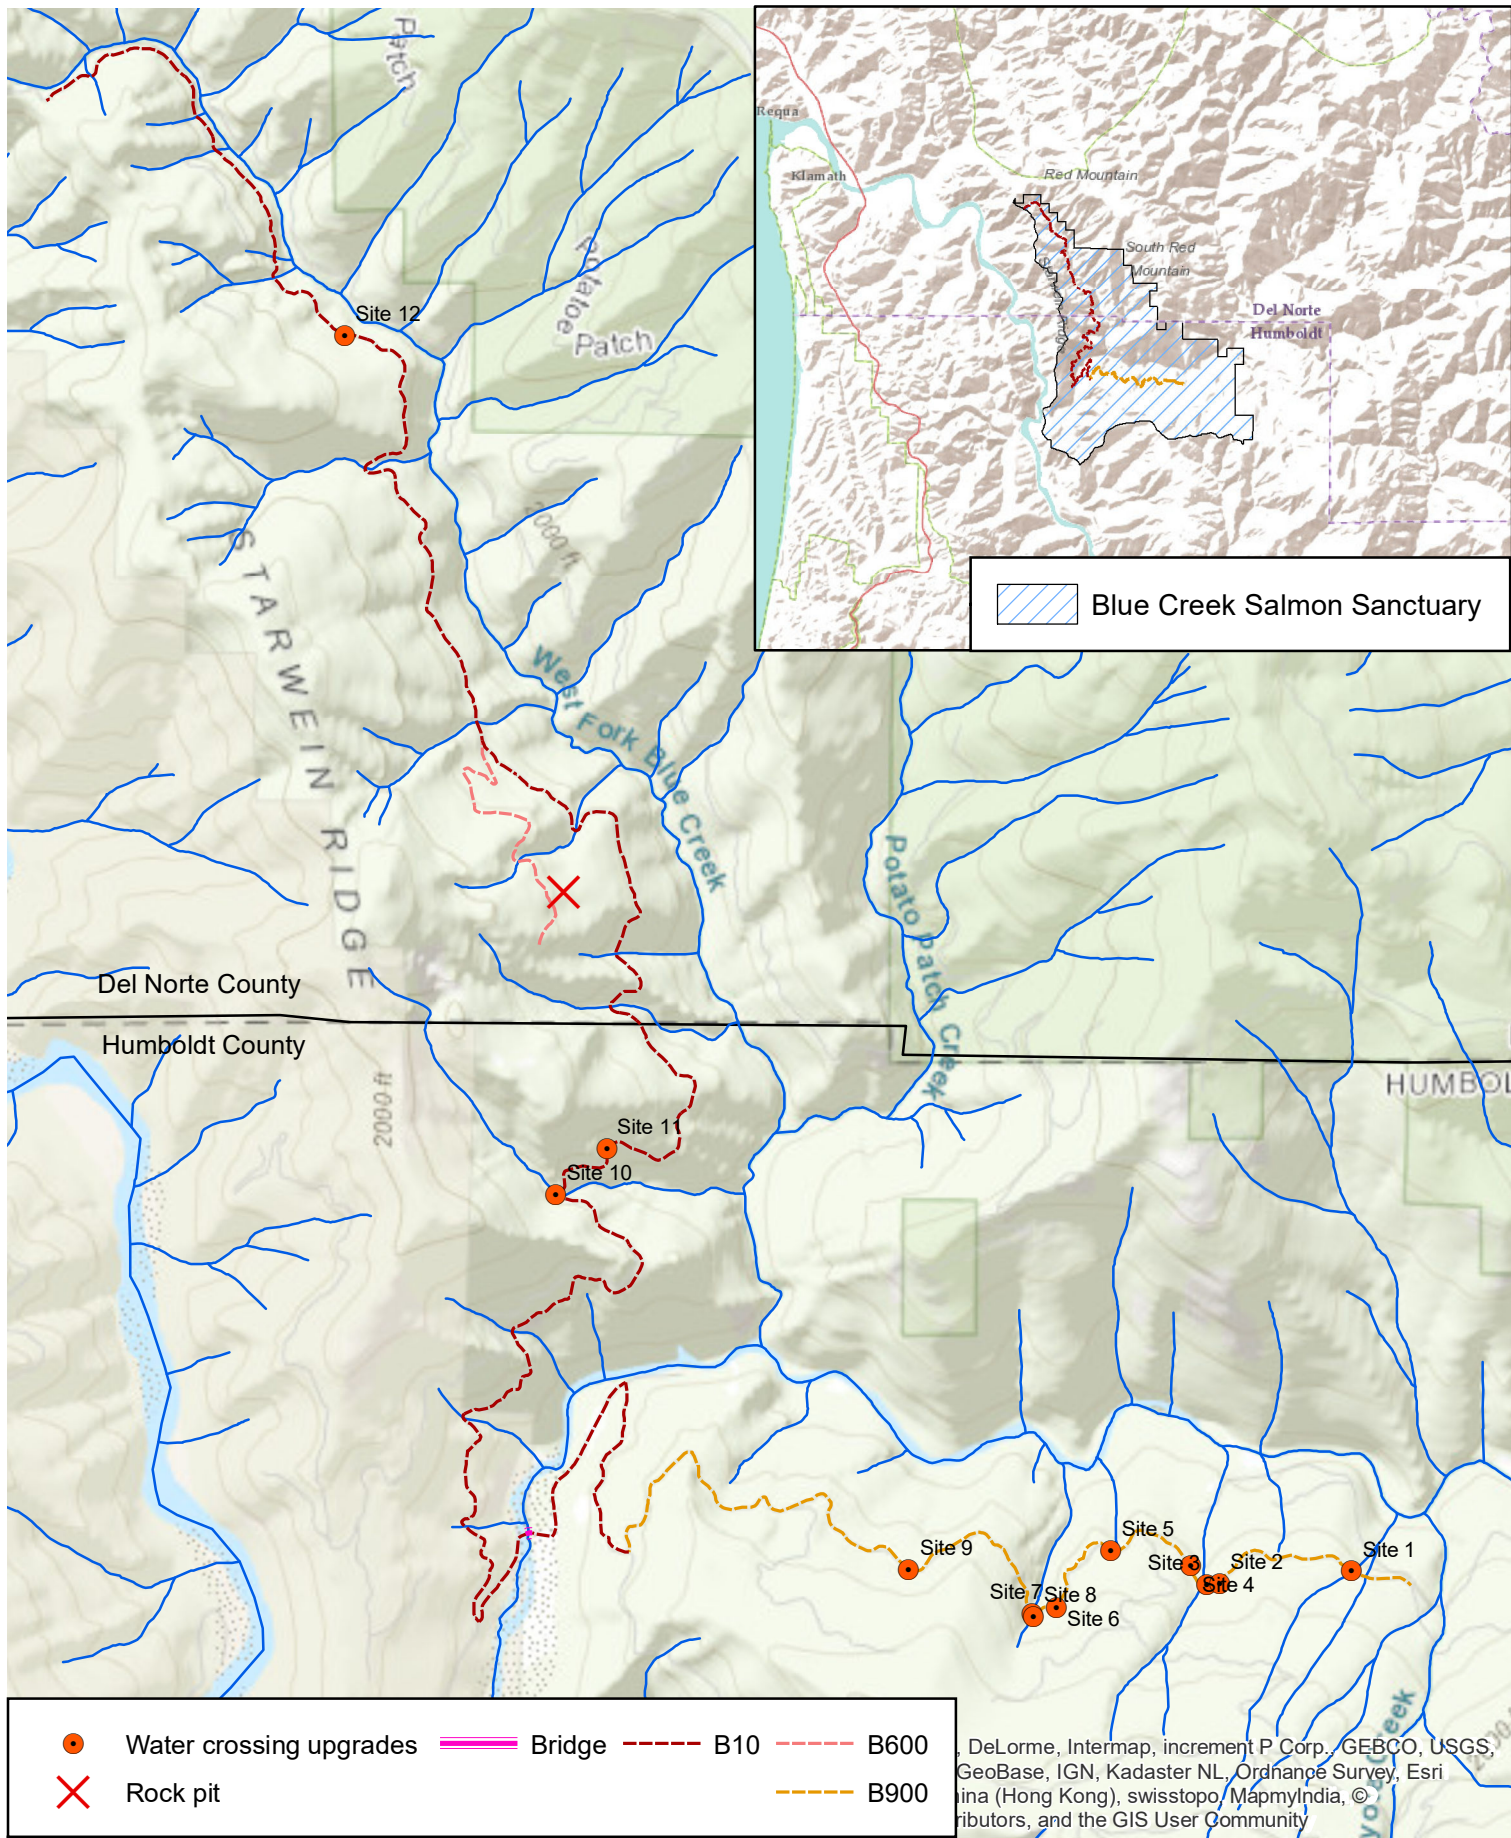 Patch
Requa
Klamath
Red Mountain
South Red
Mountain
Del Norte
Humboldt
Blue Creek Salmon Sanctuary
Site 12
Potatoe
Patch
2000 ft
STARWEIN RIDGE
West Fork Blue Creek
Potato patch Creek
Del Norte County
Humboldt County
HUMBOL
2000 ft
Site 11
Site 10
Site 9
Site 5
Site 3
Site 2
Site 4
Site 1
Site 7
Site 8
Site 6
Water crossing upgrades
Bridge
B10
B600
Rock pit
B900
, DeLorme, Intermap, increment P Corp., GEBCO, USGS,
GeoBase, IGN, Kadaster NL, Ordnance Survey, Esri
ina (Hong Kong), swisstopo, MapmyIndia, ©
ributors, and the GIS User Community
Creek